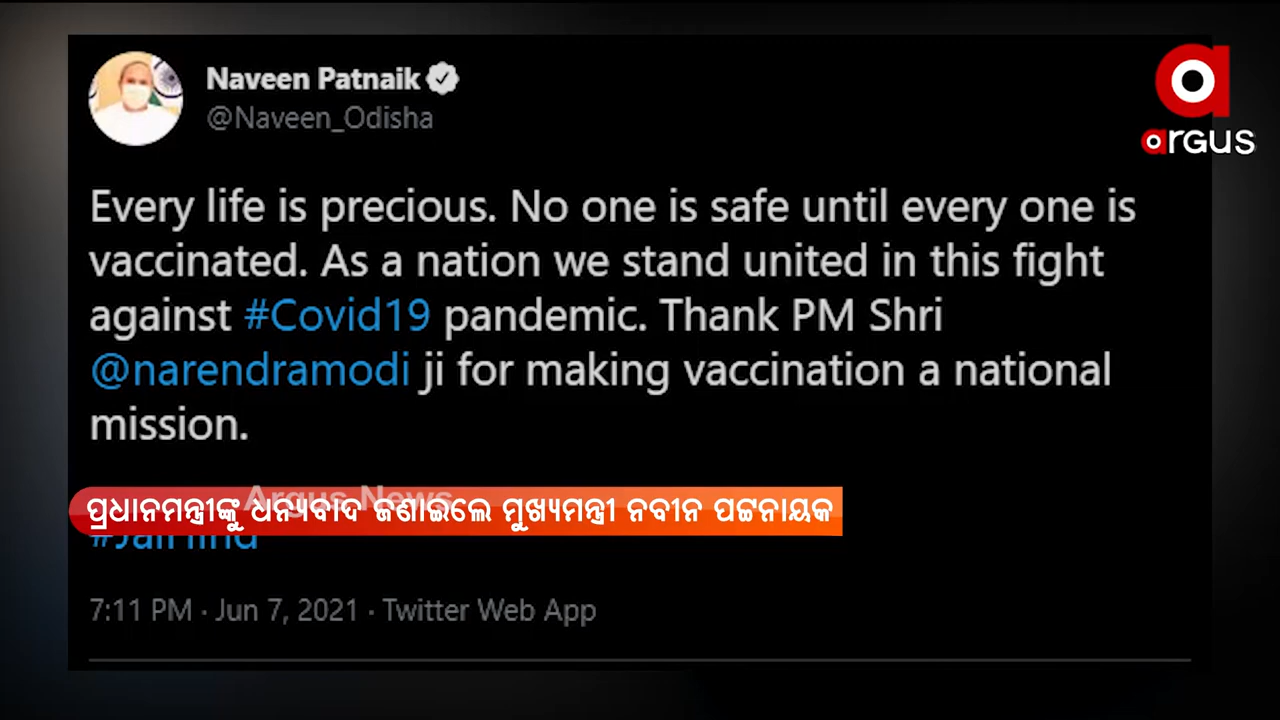 Naveen Patnaik
@Naveen_Odisha
argus
Every life is precious. No one is safe until every one is
vaccinated. As a nation we stand united in this fight
against #Covid19 pandemic. Thank PM Shri
@narendramodi ji for making vaccination a national
mission.
Argus News
ପ୍ରଧାନମନ୍ତ୍ରୀଙ୍କୁ ଧନ୍ୟବାଦ ଜଣାଇଲେ ମୁଖ୍ୟମନ୍ତ୍ରୀ ନବୀନ ପଟ୍ଟନାୟକ
#JaiHind
7:11 PM · Jun 7, 2021 · Twitter Web App